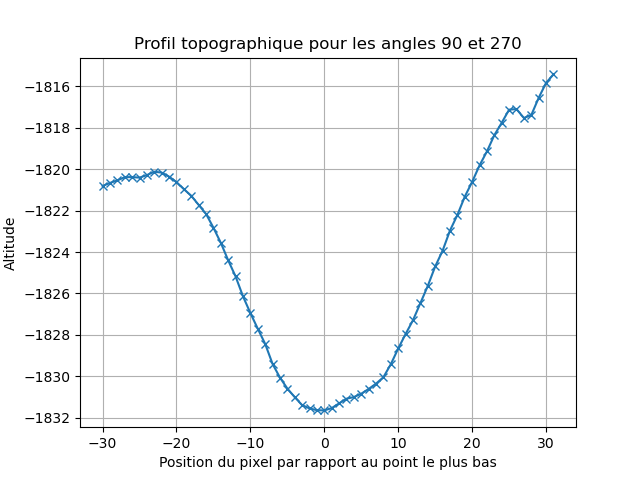 Profil topographique pour les angles 90 et 270
−1816
−1818
−1820
−1822
−1824
−1826
−1828
−1830
−1832
Altitude
−30 −20 −10 0 10 20 30
Position du pixel par rapport au point le plus bas